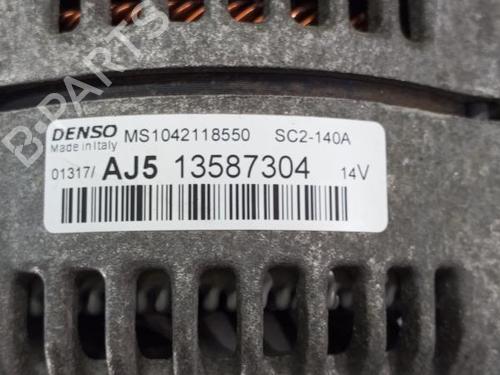 B-PARTS
DENSO MS1042118550 SC2-140A
Made in Italy
01317/ AJ5 13587304 14V